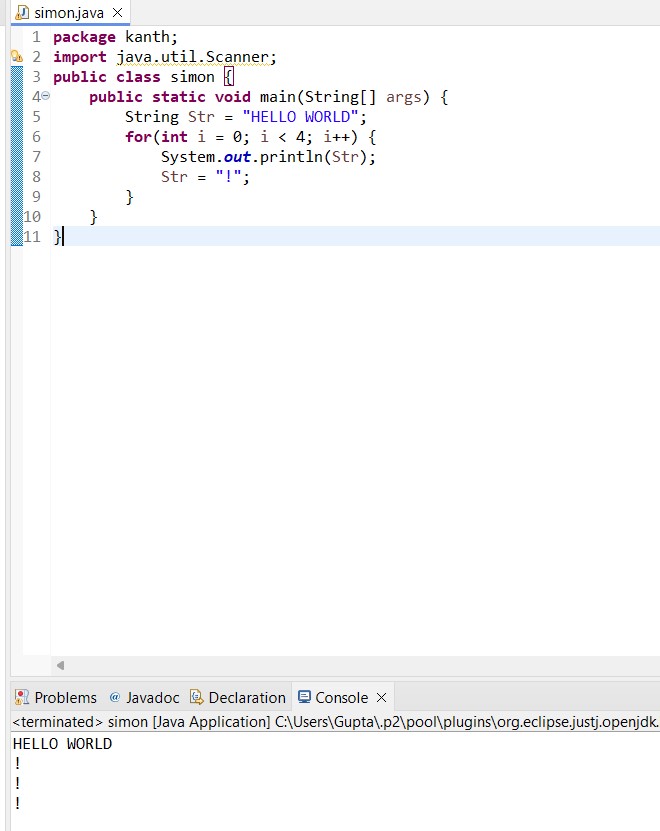 simon.java
1 package kanth;
2 import java.util.Scanner;
3 public class simon {
4 public static void main(String[] args) {
5 String Str = "HELLO WORLD";
6 for(int i = 0; i < 4; i++) {
7 System.out.println(Str);
8 Str = "!";
9 }
10 }
11 }
Problems @ Javadoc Declaration Console
<terminated> simon [Java Application] C:\Users\Gupta\.p2\pool\plugins\org.eclipse.justj.openjdk.
HELLO WORLD
!
!
!